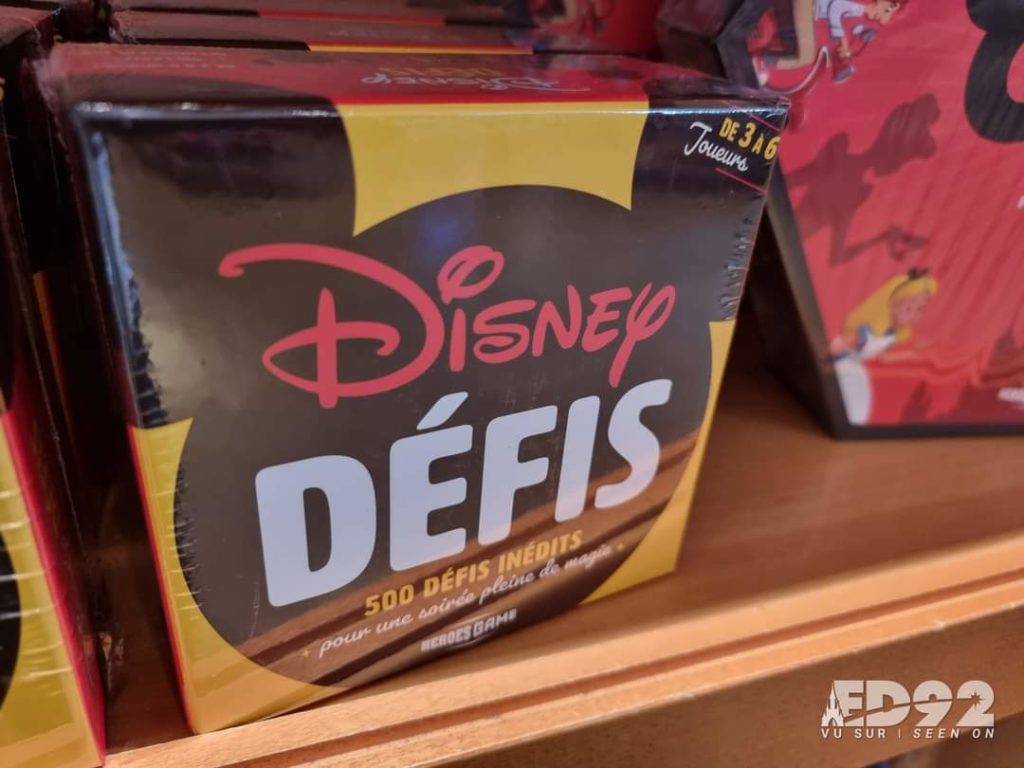 Disney
DE 3 À 6
Joueurs
Disney
DÉFIS
500 DÉFIS INÉDITS
pour une soirée pleine de magie
HEROES GAME
ED92
VU SUR | SEEN ON